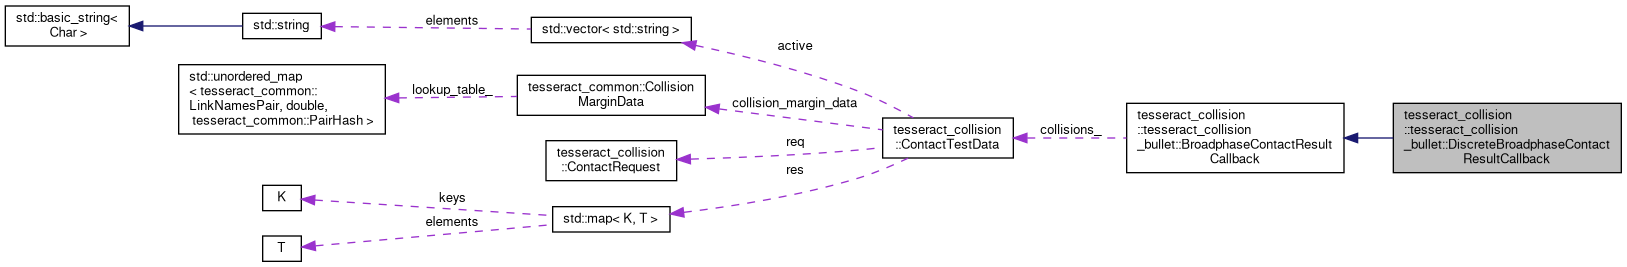 std::basic_string<
Char >
std::string
elements
std::vector< std::string >
active
std::unordered_map
< tesseract_common::
LinkNamesPair, double,
tesseract_common::PairHash >
lookup_table_
tesseract_common::Collision
MarginData
collision_margin_data
tesseract_collision
::ContactRequest
req
tesseract_collision
::ContactTestData
collisions_
tesseract_collision
::tesseract_collision
_bullet::BroadphaseContactResult
Callback
tesseract_collision
::tesseract_collision
_bullet::DiscreteBroadphaseContact
ResultCallback
res
K
keys
std::map< K, T >
elements
T